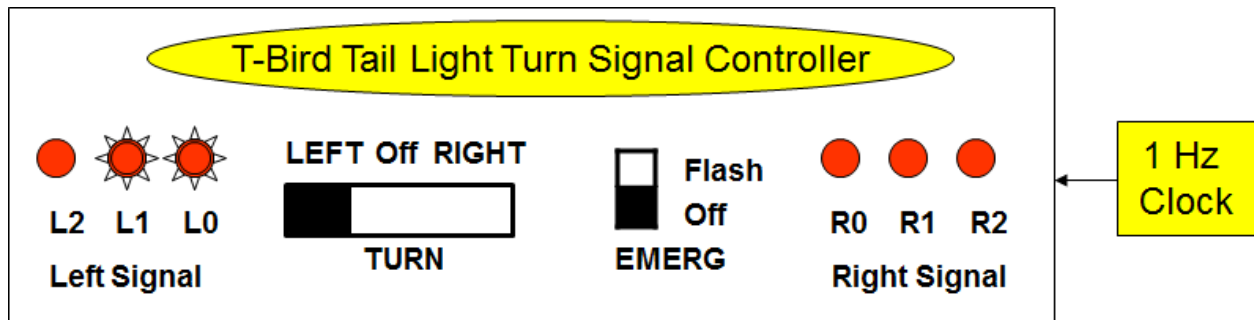 T-Bird Tail Light Turn Signal Controller
LEFT Off RIGHT
Flash
Off
1 Hz
Clock
L2 L1 L0
R0 R1 R2
TURN
EMERG
Left Signal
Right Signal